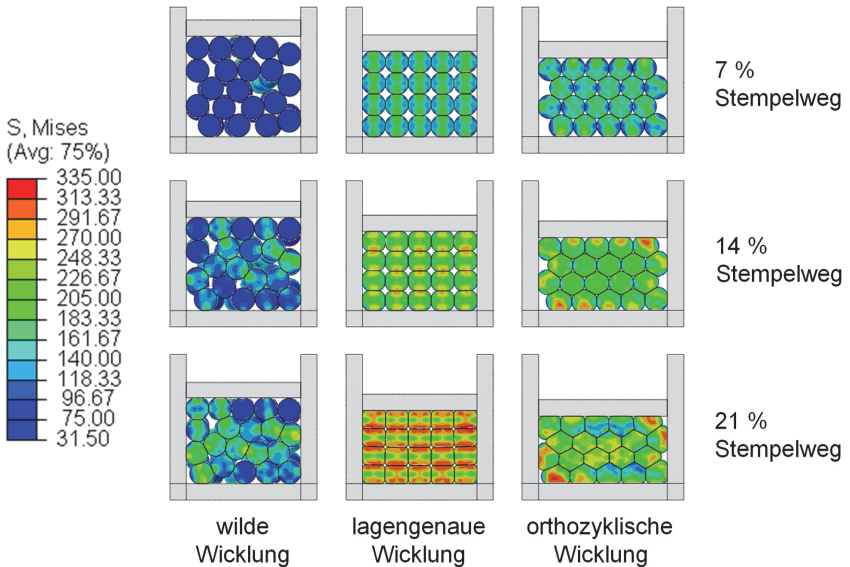 S, Mises
(Avg: 75%)
335.00
313.33
291.67
270.00
248.33
226.67
205.00
183.33
161.67
140.00
118.33
96.67
75.00
31.50
7 %
Stempelweg
14 %
Stempelweg
21 %
Stempelweg
wilde
Wicklung
lagengenaue
Wicklung
orthozyklische
Wicklung